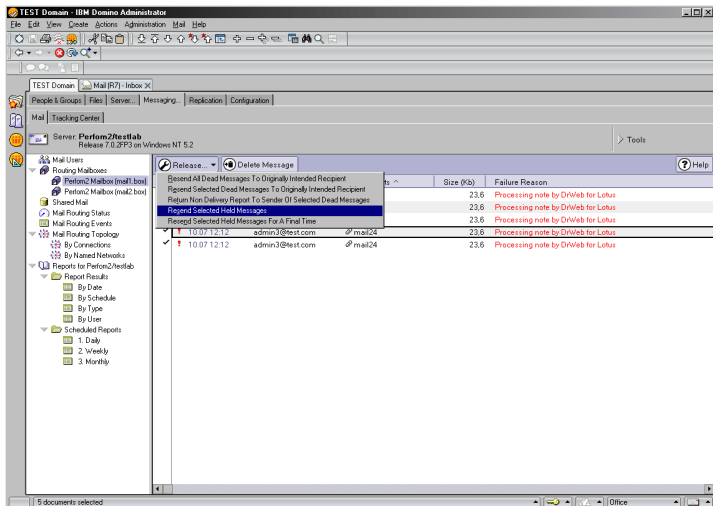 TEST Domain - IBM Domino Administrator
File Edit View Create Actions Administration Mail Help
TEST Domain Mail (R7) - Inbox
People & Groups Files Server... Messaging... Replication Configuration
Mail Tracking Center
Server: Perfom2/testlab
Release 7.0.2FP3 on Windows NT 5.2
Tools
Mail Users
Routing Mailboxes
Perfom2 Mailbox (mail1.box)
Perfom2 Mailbox (mail2.box)
Shared Mail
Mail Routing Status
Mail Routing Events
Mail Routing Topology
By Connections
By Named Networks
Reports for Perfom2/testlab
Report Results
By Date
By Schedule
By Type
By User
Scheduled Reports
1. Daily
2. Weekly
3. Monthly
Release... Delete Message Help
Resend All Dead Messages To Originally Intended Recipient
Resend Selected Dead Messages To Originally Intended Recipient
Return Non Delivery Report To Sender Of Selected Dead Messages
Resend Selected Held Messages
Resend Selected Held Messages For A Final Time
Size (Kb) Failure Reason
23,6 Processing note by DrWeb for Lotus
23,6 Processing note by DrWeb for Lotus
23,6 Processing note by DrWeb for Lotus
10.07 12:12 admin3@test.com mail24 23,6 Processing note by DrWeb for Lotus
10.07 12:12 admin3@test.com mail24 23,6 Processing note by DrWeb for Lotus
5 documents selected
Office